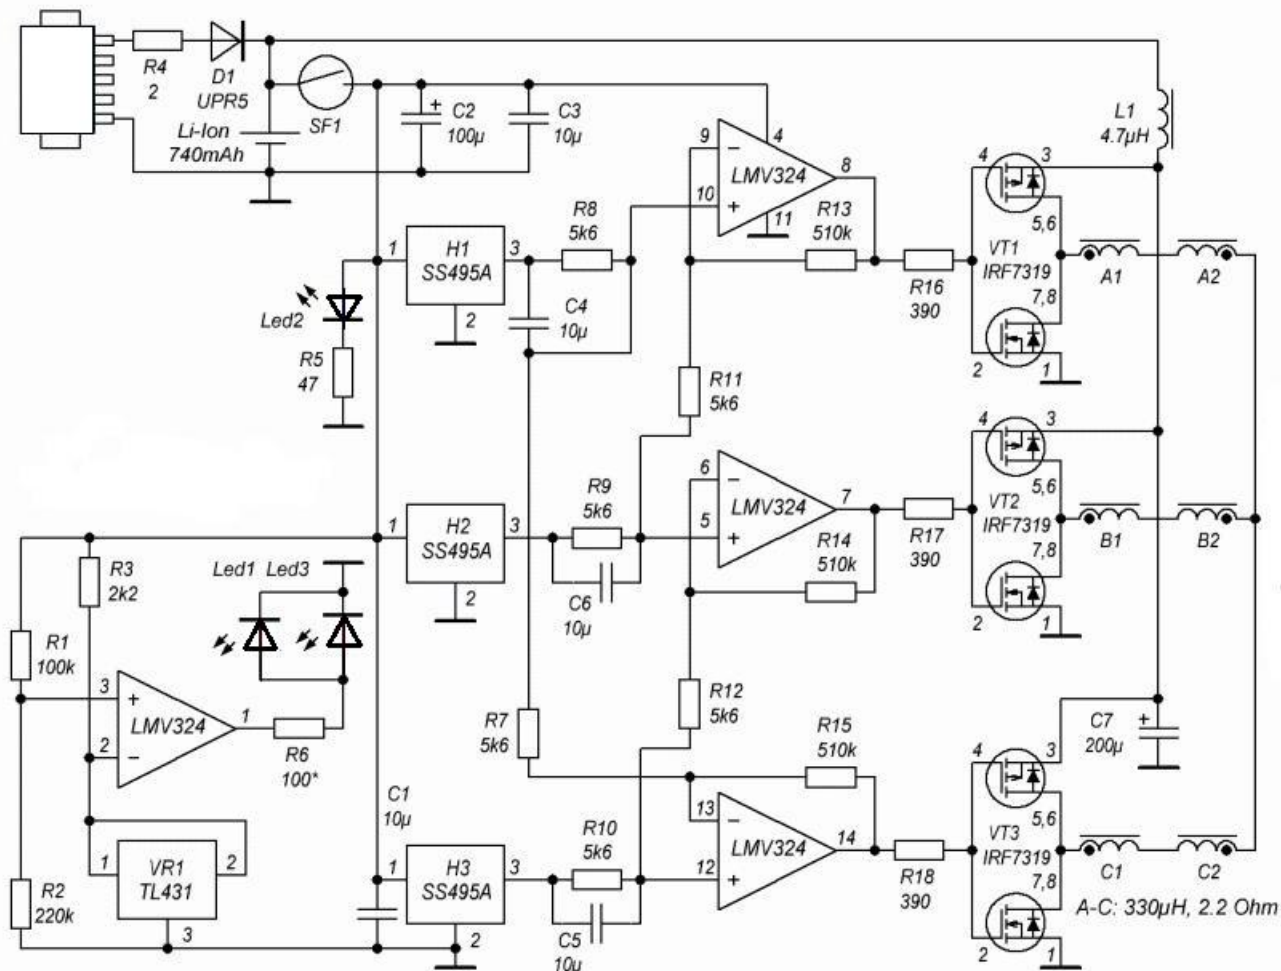 R4
2
D1
UPR5
Li-Ion
740mAh
SF1
+
C2
100µ
C3
10µ
9
−
10
+
4
LMV324
11
8
R13
510k
R8
5k6
1
H1
SS495A
3
2
C4
10µ
Led2
R5
47
R16
390
4
3
5,6
VT1
IRF7319
7,8
2
1
L1
4.7µH
A1
A2
R11
5k6
1
H2
SS495A
3
2
R9
5k6
C6
10µ
6
−
5
+
LMV324
7
R14
510k
R17
390
4
3
5,6
VT2
IRF7319
7,8
2
1
B1
B2
R3
2k2
Led1 Led3
R1
100k
3
+
2
−
LMV324
1
R6
100*
R12
5k6
R7
5k6
R15
510k
C7
+
200µ
C1
10µ
1
VR1
TL431
2
3
R2
220k
1
H3
SS495A
3
2
R10
5k6
C5
10µ
13
−
12
+
LMV324
14
R18
390
4
3
5,6
VT3
IRF7319
7,8
2
1
C1
C2
A-C: 330µH, 2.2 Ohm